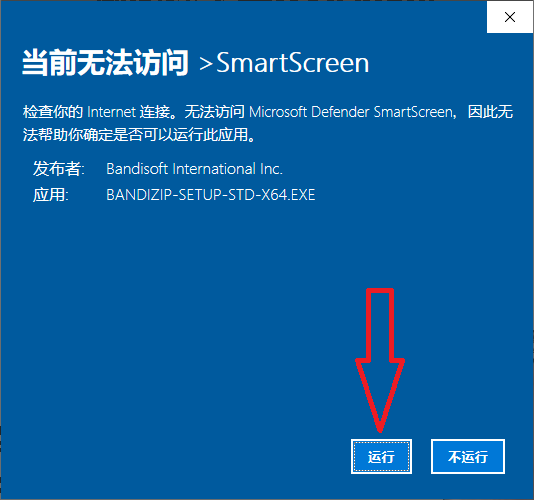 当前无法访问 >SmartScreen
检查你的 Internet 连接。无法访问 Microsoft Defender SmartScreen，因此无
法帮助你确定是否可以运行此应用。
发布者: Bandisoft International Inc.
应用: BANDIZIP-SETUP-STD-X64.EXE
运行 不运行